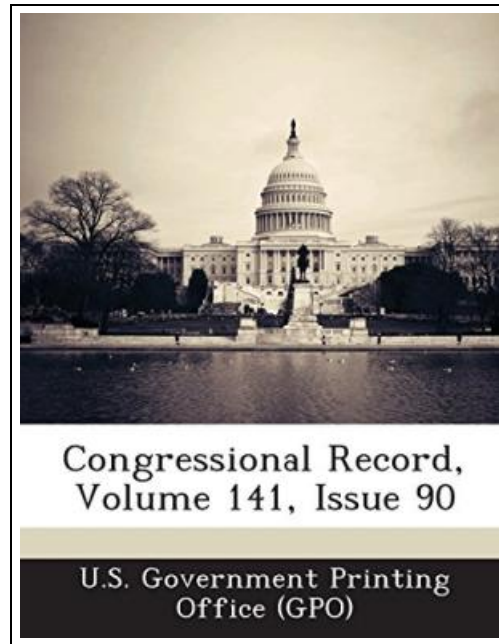 Congressional Record,
Volume 141, Issue 90
U.S. Government Printing
Office (GPO)